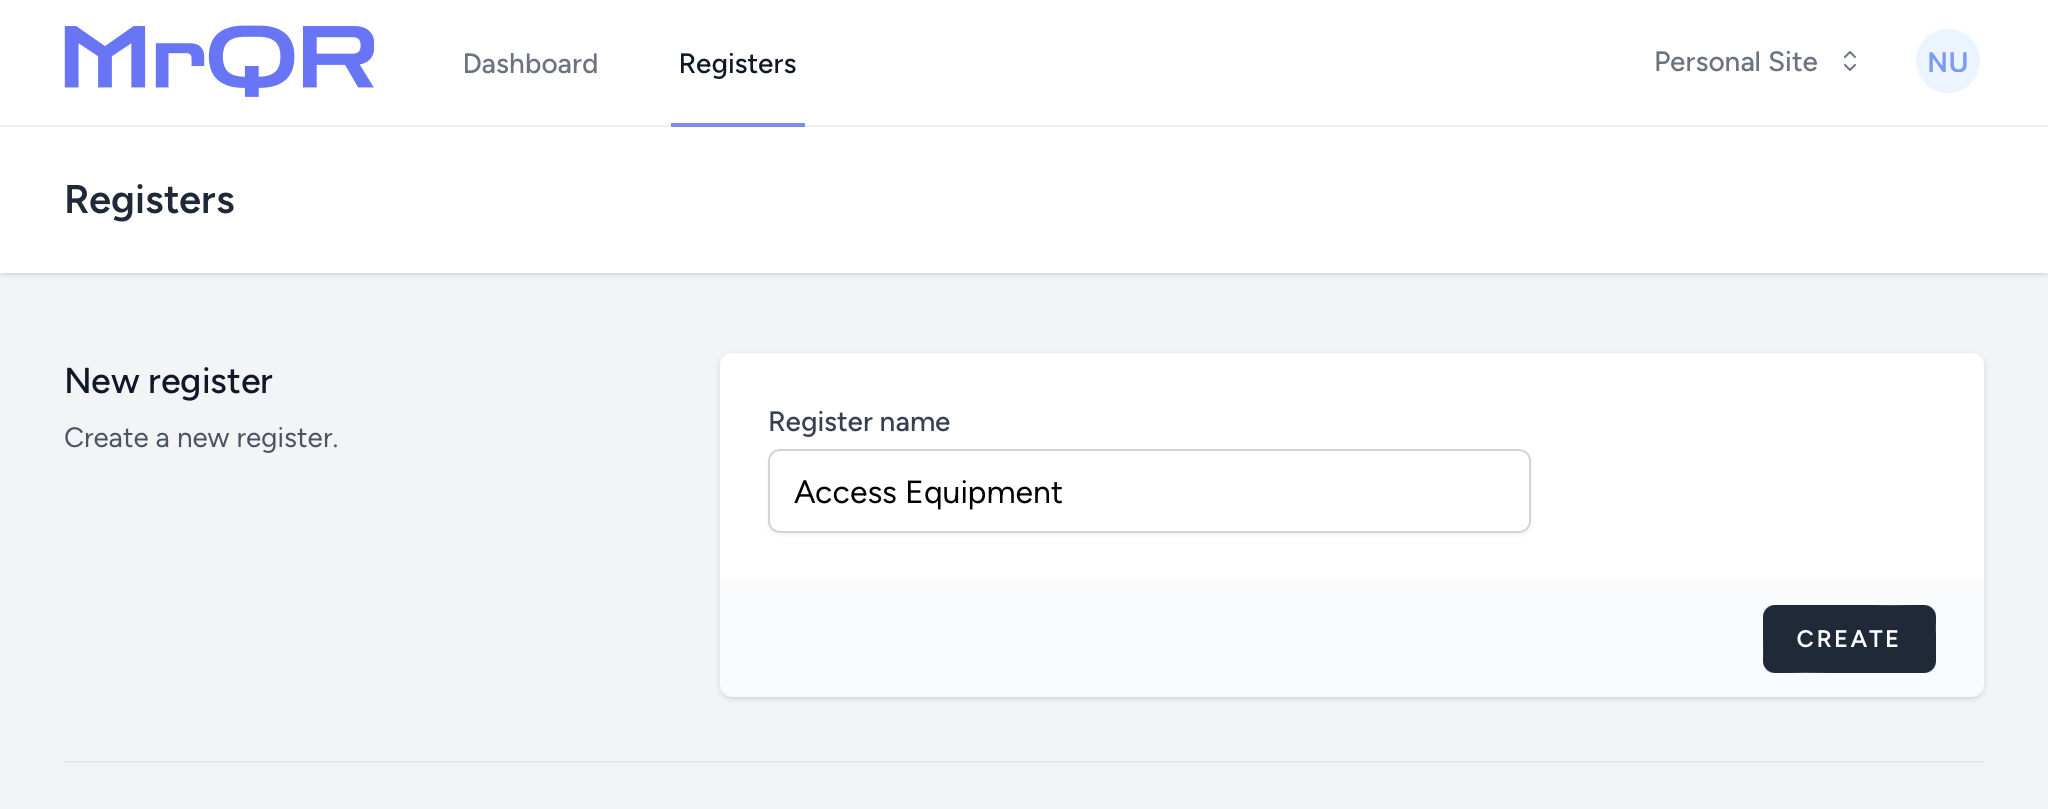 MrQR
Dashboard
Registers
Personal Site
NU
Registers
New register
Create a new register.
Register name
Access Equipment
CREATE